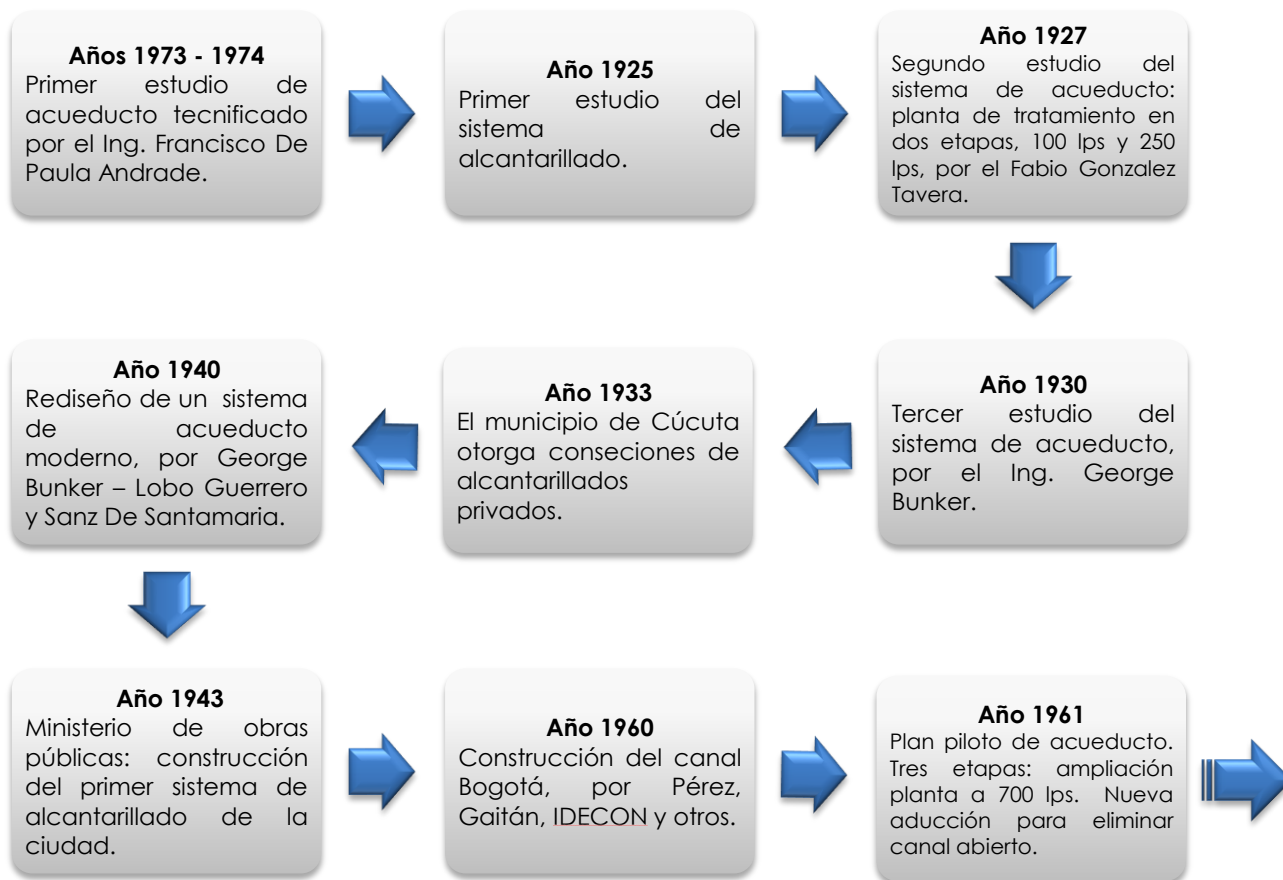 Años 1973 - 1974
Primer estudio de
acueducto tecnificado
por el Ing. Francisco De
Paula Andrade.
Año 1925
Primer estudio del
sistema de
alcantarillado.
Año 1927
Segundo estudio del
sistema de acueducto:
planta de tratamiento en
dos etapas, 100 lps y 250
lps, por el Fabio Gonzalez
Tavera.
Año 1930
Tercer estudio del
sistema de acueducto,
por el Ing. George
Bunker.
Año 1933
El municipio de Cúcuta
otorga conseciones de
alcantarillados
privados.
Año 1940
Rediseño de un sistema
de acueducto
moderno, por George
Bunker – Lobo Guerrero
y Sanz De Santamaria.
Año 1943
Ministerio de obras
públicas: construcción
del primer sistema de
alcantarillado de la
ciudad.
Año 1960
Construcción del canal
Bogotá, por Pérez,
Gaitán, IDECON y otros.
Año 1961
Plan piloto de acueducto.
Tres etapas: ampliación
planta a 700 lps. Nueva
aducción para eliminar
canal abierto.